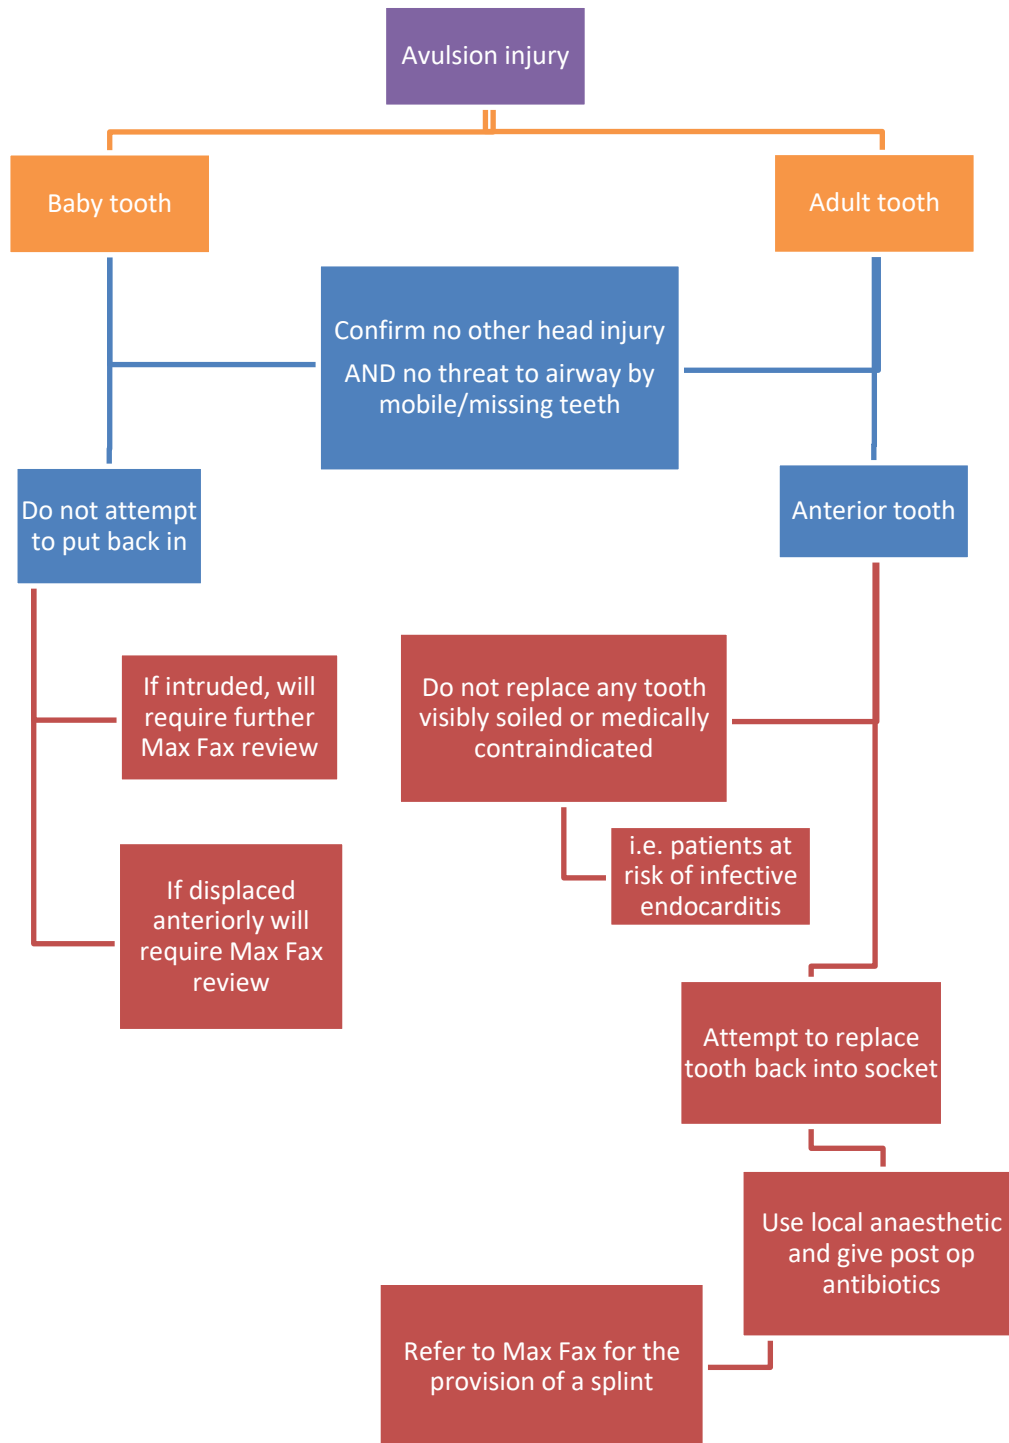 Avulsion injury
Baby tooth
Adult tooth
Confirm no other head injury
AND no threat to airway by
mobile/missing teeth
Do not attempt
to put back in
Anterior tooth
If intruded, will
require further
Max Fax review
Do not replace any tooth
visibly soiled or medically
contraindicated
i.e. patients at
risk of infective
endocarditis
If displaced
anteriorly will
require Max Fax
review
Attempt to replace
tooth back into socket
Use local anaesthetic
and give post op
antibiotics
Refer to Max Fax for the
provision of a splint